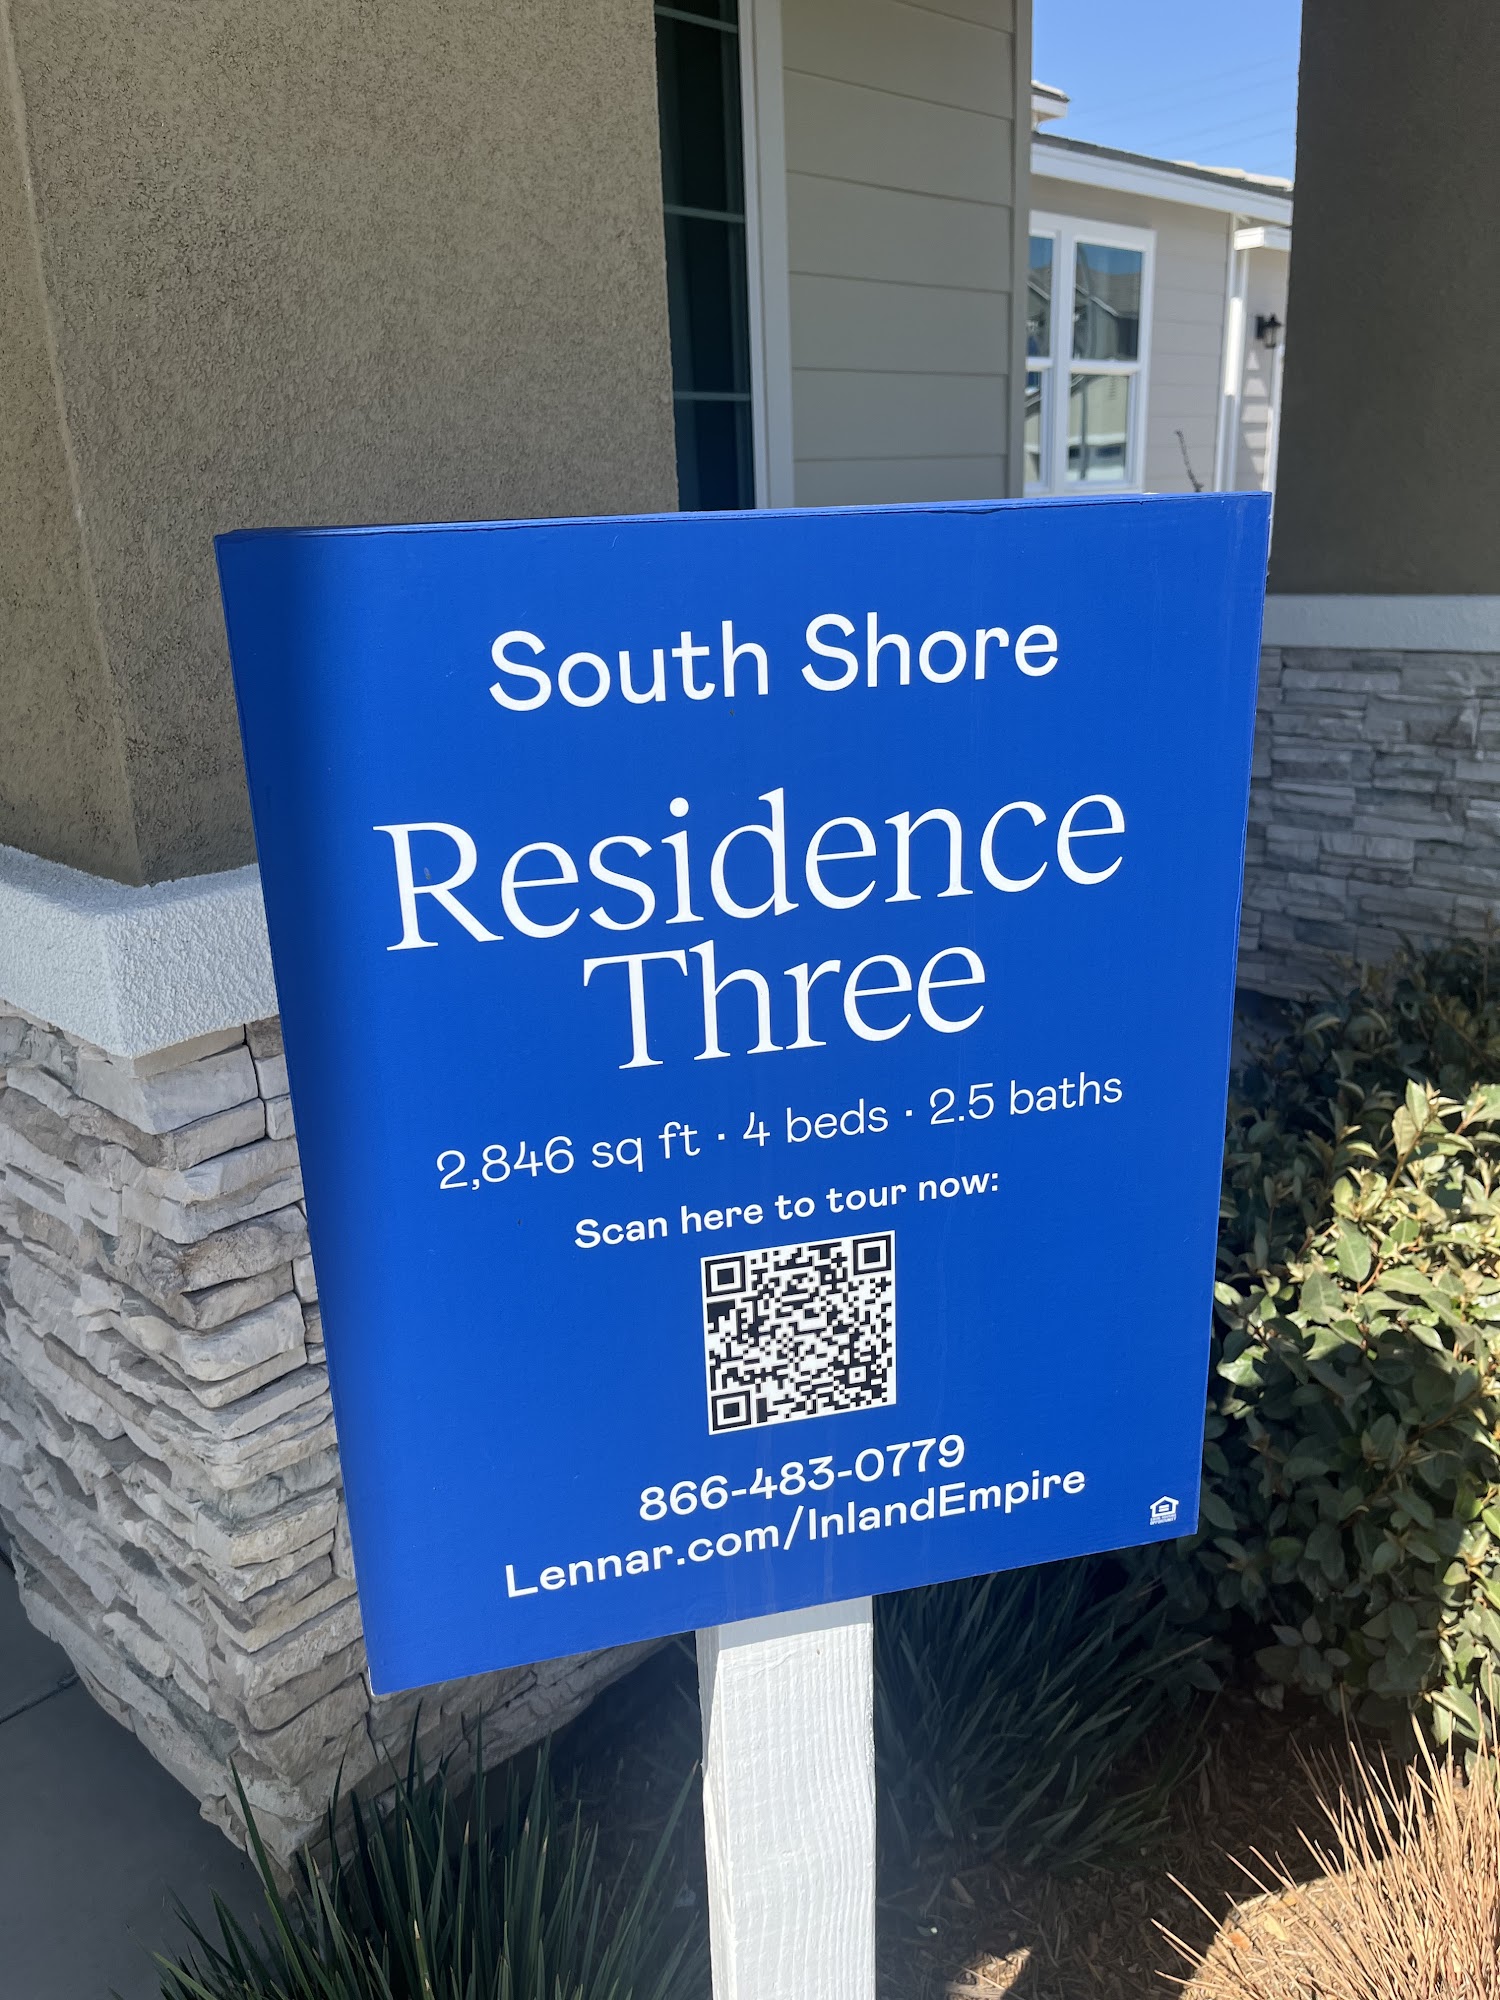 South Shore
Residence
Three
2,846 sq ft · 4 beds · 2.5 baths
Scan here to tour now:
866-483-0779
Lennar.com/InlandEmpire